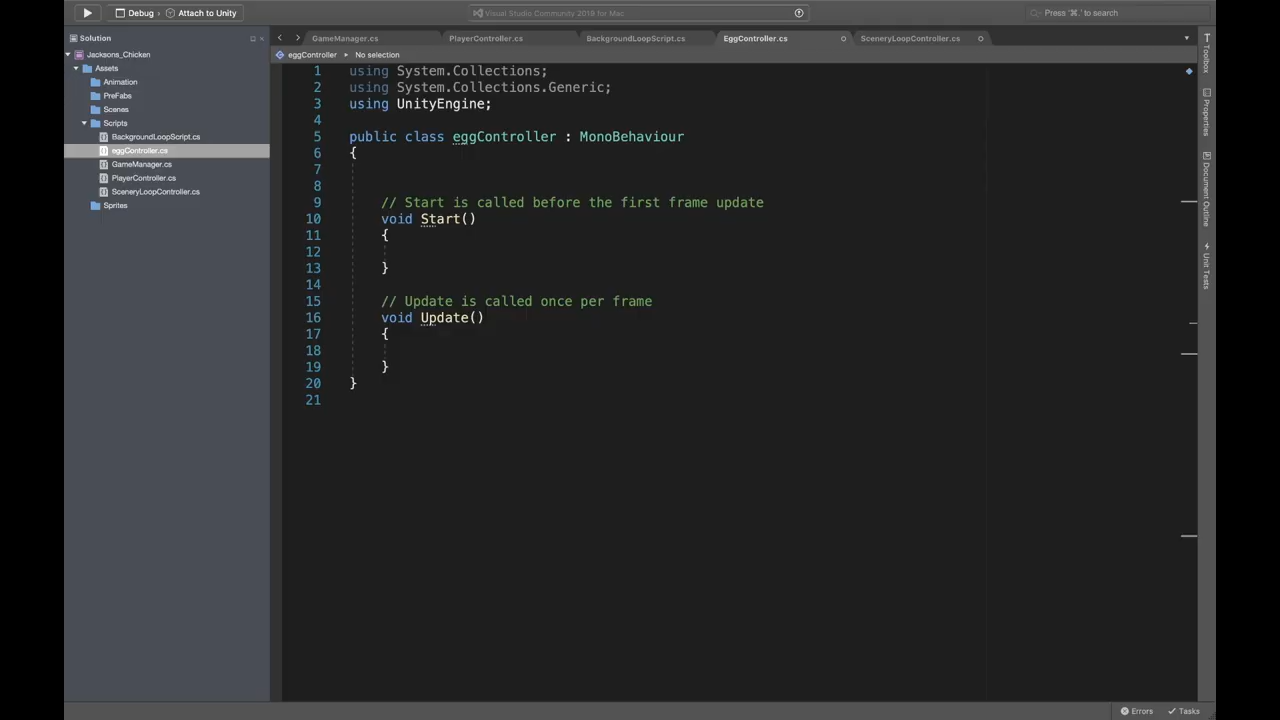 Debug › Attach to Unity
Visual Studio Community 2019 for Mac
Press '⌘.' to search
Solution
Jacksons_Chicken
Assets
Animation
PreFabs
Scenes
Scripts
BackgroundLoopScript.cs
eggController.cs
GameManager.cs
PlayerController.cs
SceneryLoopController.cs
Sprites
GameManager.cs
PlayerController.cs
BackgroundLoopScript.cs
EggController.cs
SceneryLoopController.cs
eggController
No selection
1 using System.Collections;
2 using System.Collections.Generic;
3 using UnityEngine;
4
5 public class eggController : MonoBehaviour
6 {
7
8
9 // Start is called before the first frame update
10 void Start()
11 {
12
13 }
14
15 // Update is called once per frame
16 void Update()
17 {
18
19 }
20 }
21
Toolbox
Properties
Document Outline
Unit Tests
Errors
Tasks